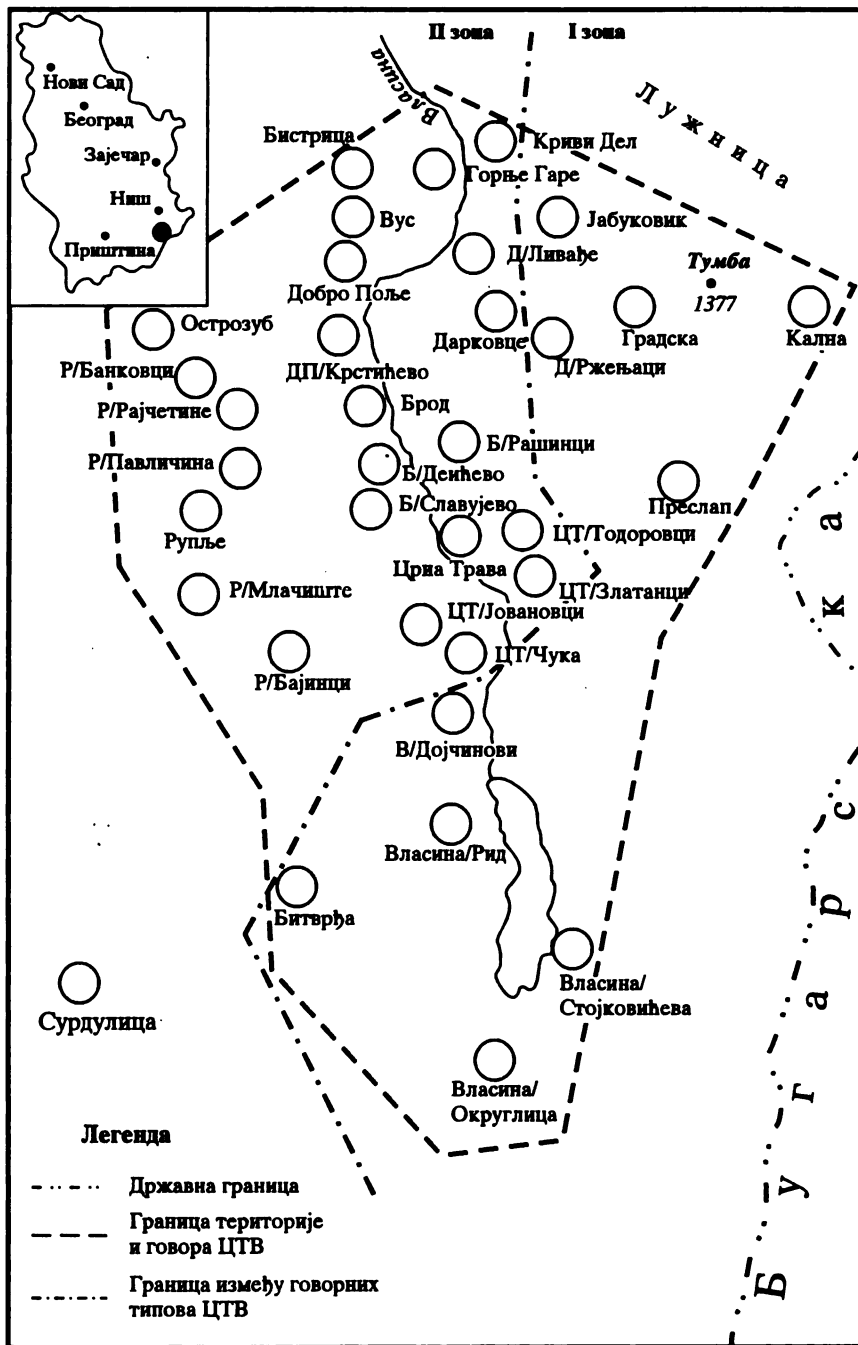 II зона
I зона
Нови Сад
Београд
Зајечар
Ниш
Приштина
Власина
Лужница
Бистрица
Криви Дел
Горње Гаре
Вус
Јабуковик
Д/Ливађе
Тумба
1377
Добро Поље
Острозуб
Дарковце
Градска
Кална
Р/Банковци
ДП/Крстићево
Д/Ржењаци
Р/Рајчетине
Брод
Б/Рашинци
Р/Павличина
Б/Деићево
Преслап
Б/Славујево
Рупље
ЦТ/Тодоровци
Црна Трава
Р/Млачиште
ЦТ/Златанци
ЦТ/Јовановци
ЦТ/Чука
Р/Бајинци
В/Дојчинови
Власина/Рид
Битврђа
Власина/
Стојковићева
Сурдулица
Власина/
Округлица
Бугарска
Легенда
Државна граница
Граница територије
и говора ЦТВ
Граница између говорних
типова ЦТВ